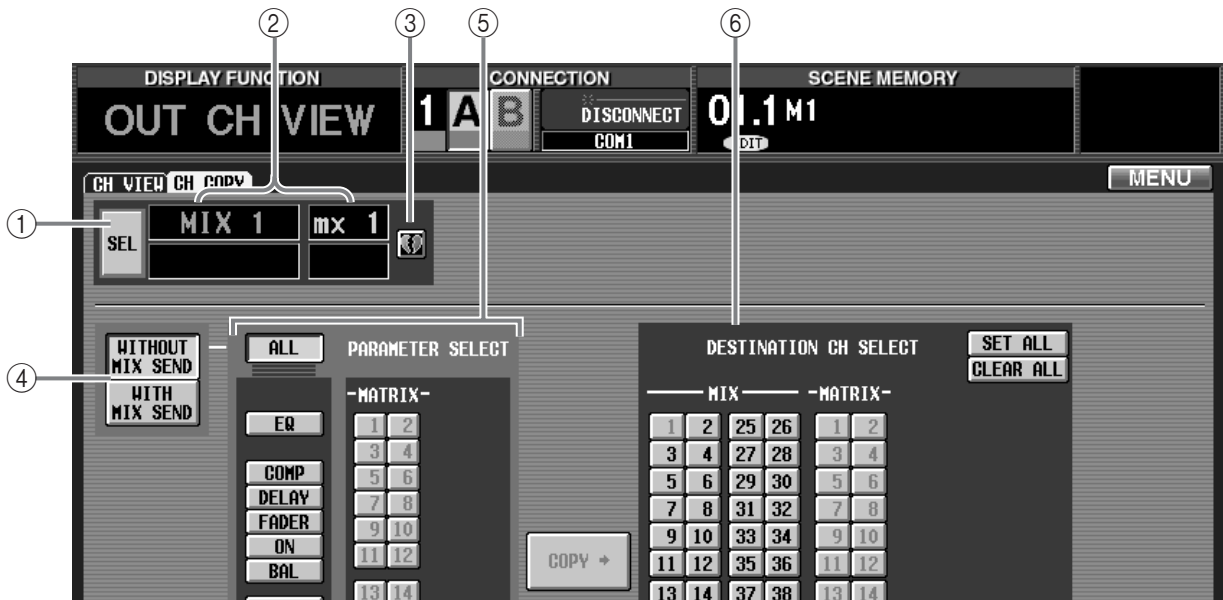 ② ③ ⑤ ⑥
DISPLAY FUNCTION CONNECTION SCENE MEMORY
OUT CH VIEW 1 A B DISCONNECT 01.1 M1
COM1 EDIT
CH VIEW CH COPY MENU
① SEL MIX 1 mx 1
WITHOUT MIX SEND ALL PARAMETER SELECT DESTINATION CH SELECT SET ALL
④ WITH MIX SEND CLEAR ALL
-MATRIX- MIX -MATRIX-
EQ 1 2 1 2 25 26 1 2
3 4 3 4 27 28 3 4
COMP 5 6 5 6 29 30 5 6
DELAY 7 8 7 8 31 32 7 8
FADER 9 10 9 10 33 34 9 10
ON 11 12 COPY → 11 12 35 36 11 12
BAL 13 14 13 14 37 38 13 14